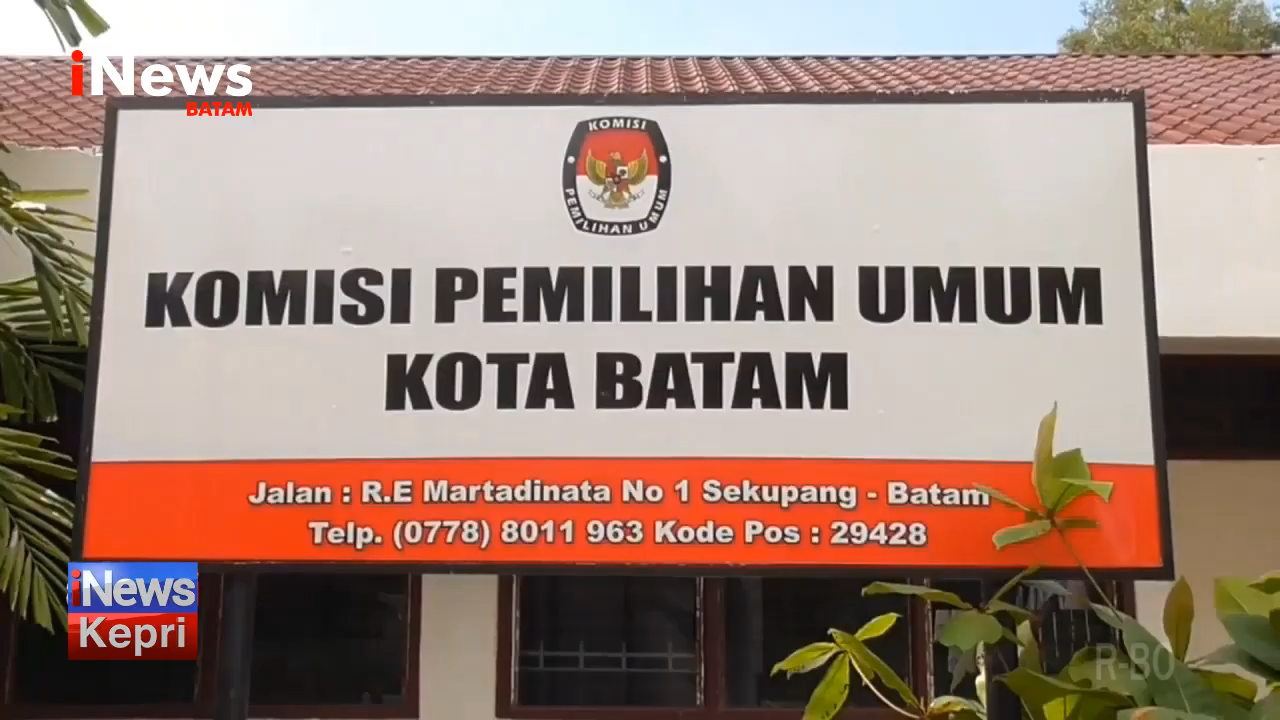 iNews
BATAM
KOMISI
PEMILIHAN UMUM
KOMISI PEMILIHAN UMUM
KOTA BATAM
Jalan : R.E Martadinata No 1 Sekupang - Batam
Telp. (0778) 8011 963 Kode Pos : 29428
iNews
Kepri
R-BO